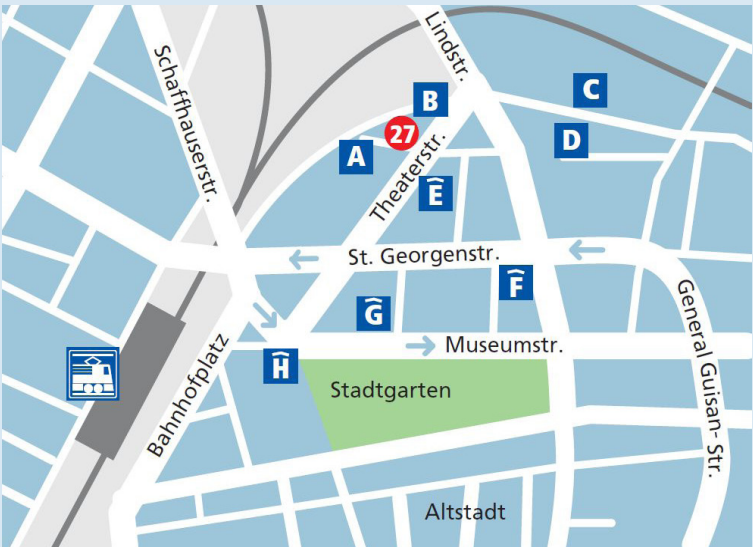 Lindstr.
Schaffhauserstr.
B
C
27
D
A
Theaterstr.
E
St. Georgenstr.
F
G
General Guisan- Str.
Museumstr.
H
Bahnhofplatz
Stadtgarten
Altstadt